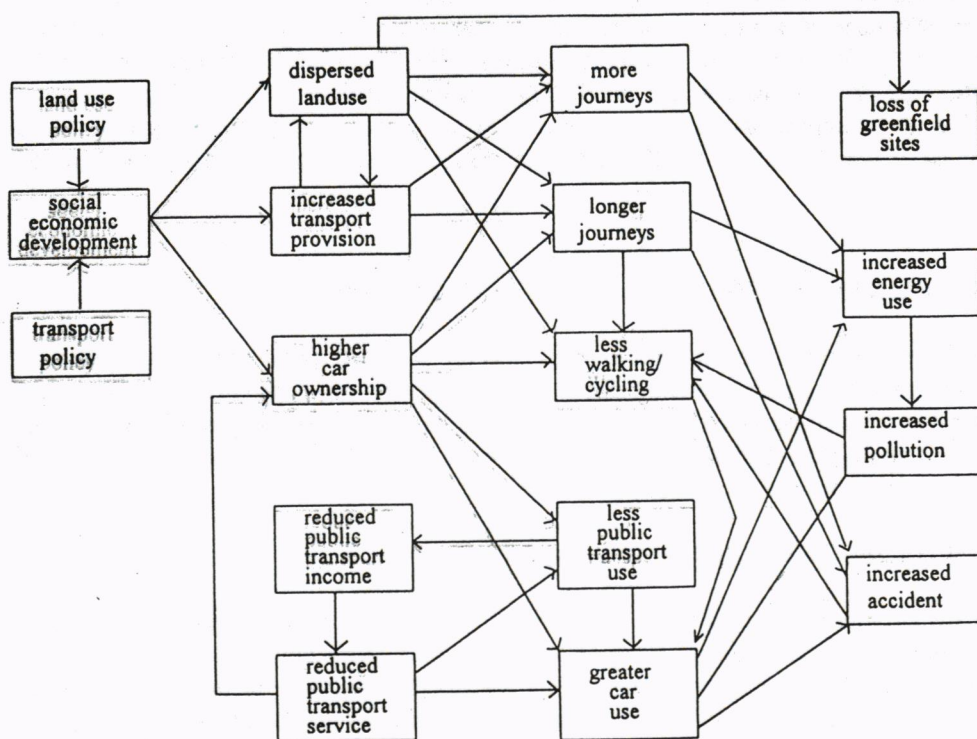 land use
policy
social
economic
development
transport
policy
dispersed
landuse
increased
transport
provision
higher
car
ownership
reduced
public
transport
income
reduced
public
transport
service
more
journeys
longer
journeys
less
walking/
cycling
less
public
transport
use
greater
car
use
loss of
greenfield
sites
increased
energy
use
increased
pollution
increased
accident